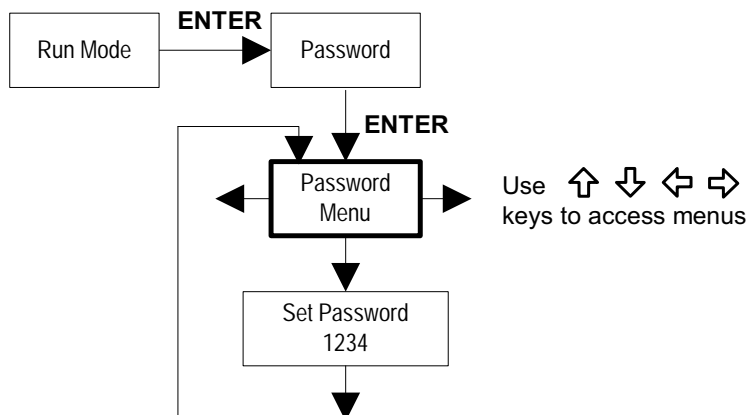 ENTER
Run Mode
Password
ENTER
Password
Menu
Use
keys to access menus
Set Password
1234